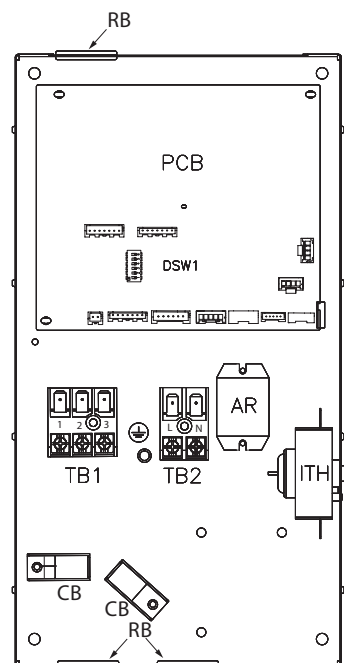 RB
PCB
DSW1
1 2 3
L N
AR
TB1
TB2
ITH
CB
CB
RB